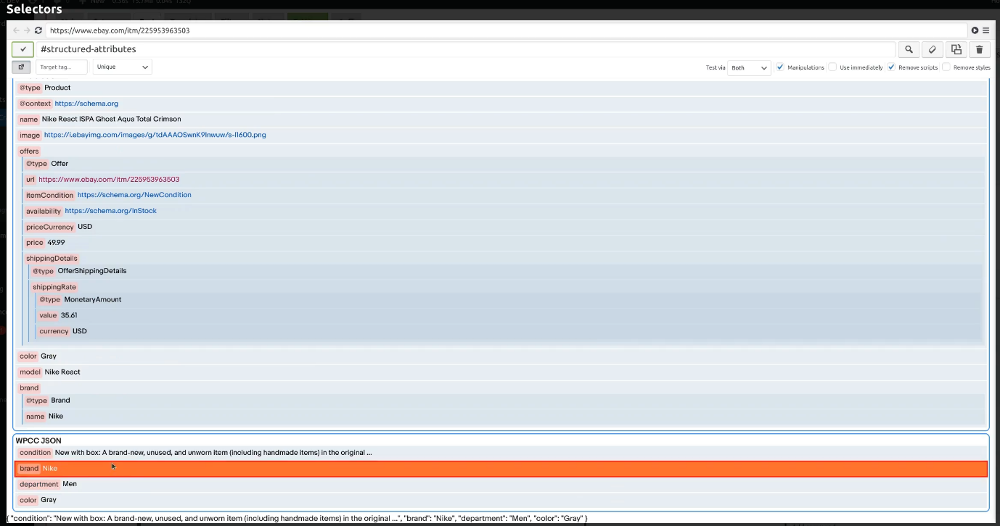 Selectors
https://www.ebay.com/itm/225953963503
#structured-attributes
Target tag... Unique Test via Both Manipulations Use immediately Remove scripts Remove styles
@type Product
@context https://schema.org
name Nike React ISPA Ghost Aqua Total Crimson
image https://i.ebayimg.com/images/g/tdAAAOSwnK9lnwuw/s-l1600.png
offers
@type Offer
url https://www.ebay.com/itm/225953963503
itemCondition https://schema.org/NewCondition
availability https://schema.org/InStock
priceCurrency USD
price 49.99
shippingDetails
@type OfferShippingDetails
shippingRate
@type MonetaryAmount
value 35.61
currency USD
color Gray
model Nike React
brand
@type Brand
name Nike
WPCC JSON
condition New with box: A brand-new, unused, and unworn item (including handmade items) in the original ...
brand Nike
department Men
color Gray
{ "condition": "New with box: A brand-new, unused, and unworn item (including handmade items) in the original ...", "brand": "Nike", "department": "Men", "color": "Gray" }